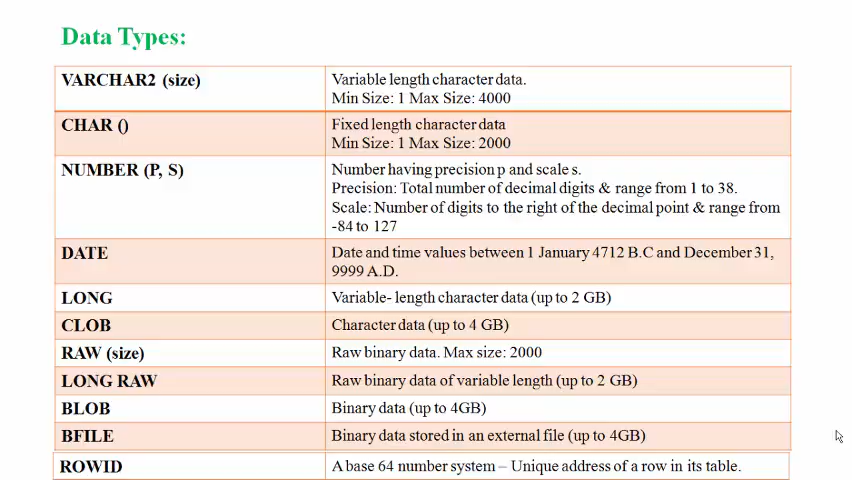 Data Types:
VARCHAR2 (size)
Variable length character data.
Min Size: 1 Max Size: 4000
CHAR ()
Fixed length character data
Min Size: 1 Max Size: 2000
NUMBER (P, S)
Number having precision p and scale s.
Precision: Total number of decimal digits & range from 1 to 38.
Scale: Number of digits to the right of the decimal point & range from
-84 to 127
DATE
Date and time values between 1 January 4712 B.C and December 31,
9999 A.D.
LONG
Variable- length character data (up to 2 GB)
CLOB
Character data (up to 4 GB)
RAW (size)
Raw binary data. Max size: 2000
LONG RAW
Raw binary data of variable length (up to 2 GB)
BLOB
Binary data (up to 4GB)
BFILE
Binary data stored in an external file (up to 4GB)
ROWID
A base 64 number system – Unique address of a row in its table.